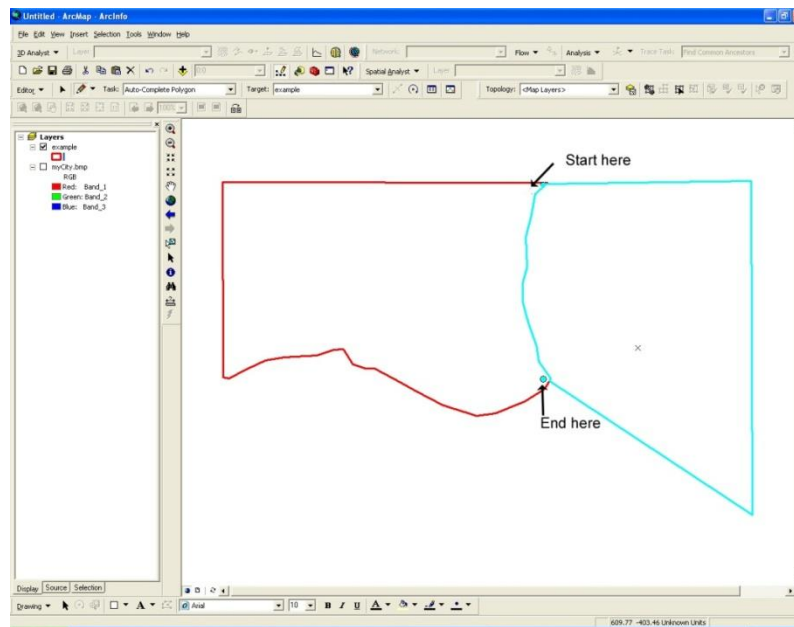 Untitled - ArcMap - ArcInfo
File Edit View Insert Selection Tools Window Help
3D Analyst Layer: Network: Flow Analysis Trace Task: Find Common Ancestors
Spatial Analyst Layer:
Editor Task: Auto-Complete Polygon Target: example Topology: <Map Layers>
100%
Layers
example
myCity.bmp
RGB
Red: Band_1
Green: Band_2
Blue: Band_3
Start here
End here
Display Source Selection
Drawing A Arial 10 B I U A
609.77 -403.46 Unknown Units